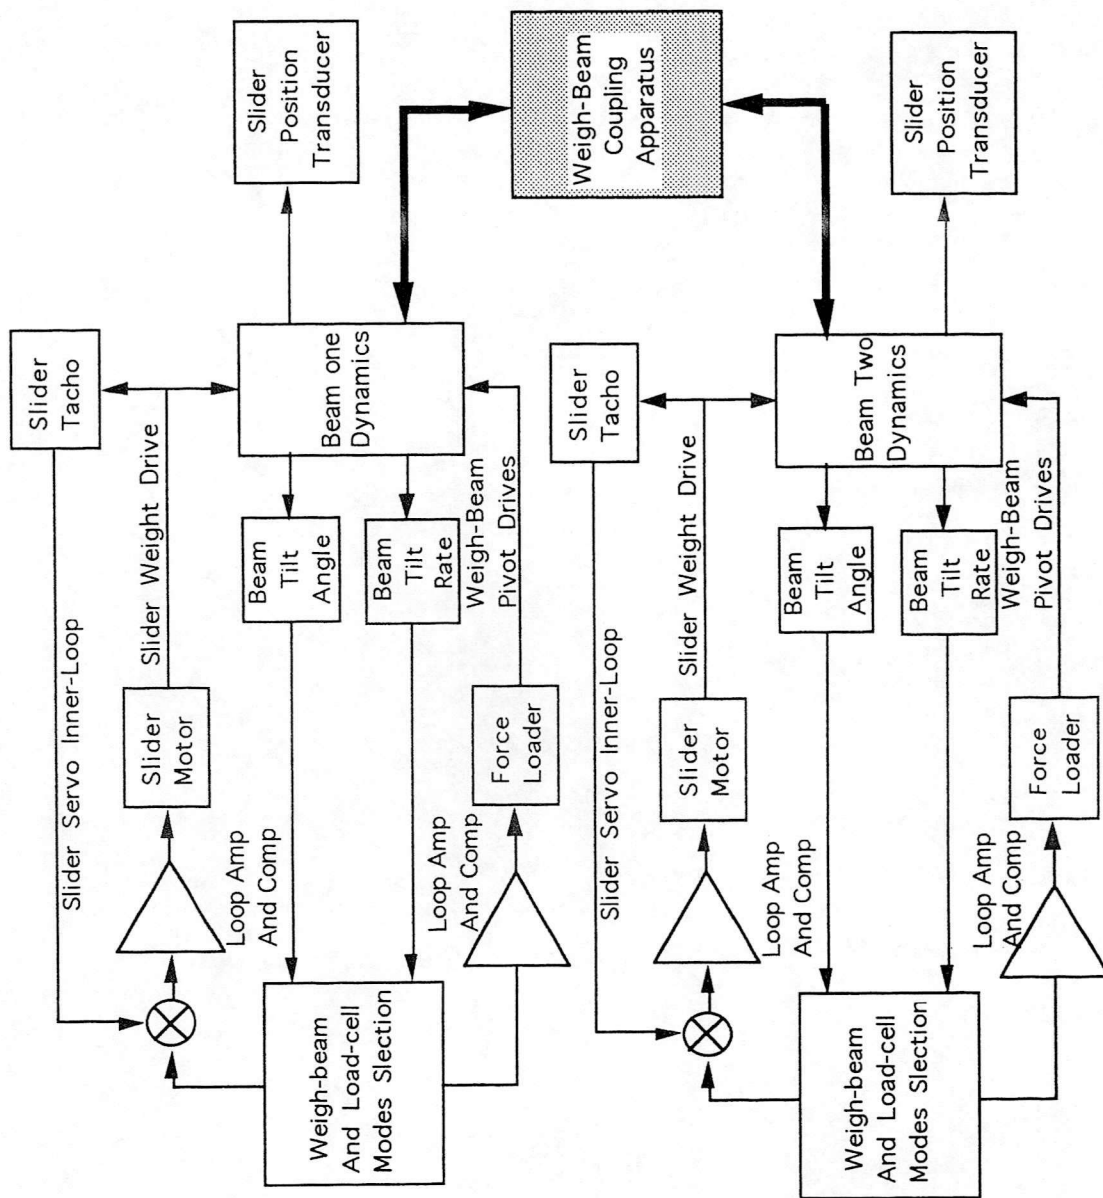 Slider Servo Inner-Loop
Slider
Tacho
Slider
Motor
Slider Weight Drive
Loop Amp
And Comp
Slider
Position
Transducer
Weigh-beam
And Load-cell
Modes Slection
Beam
Tilt
Angle
Beam one
Dynamics
Beam
Tilt
Rate
Loop Amp
And Comp
Force
Loader
Weigh-Beam
Pivot Drives
Weigh-Beam
Coupling
Apparatus
Slider Servo Inner-Loop
Slider
Tacho
Slider
Motor
Slider Weight Drive
Loop Amp
And Comp
Weigh-beam
And Load-cell
Modes Slection
Beam
Tilt
Angle
Beam Two
Dynamics
Slider
Position
Transducer
Beam
Tilt
Rate
Loop Amp
And Comp
Force
Loader
Weigh-Beam
Pivot Drives